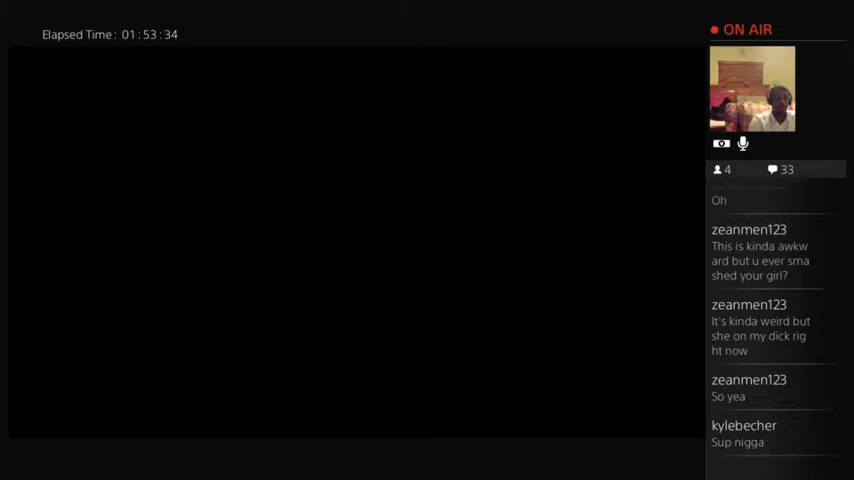 Elapsed Time: 01:53:34
ON AIR
4
33
Oh
zeanmen123
This is kinda awkw
ard but u ever sma
shed your girl?
zeanmen123
It's kinda weird but
she on my dick rig
ht now
zeanmen123
So yea
kylebecher
Sup nigga